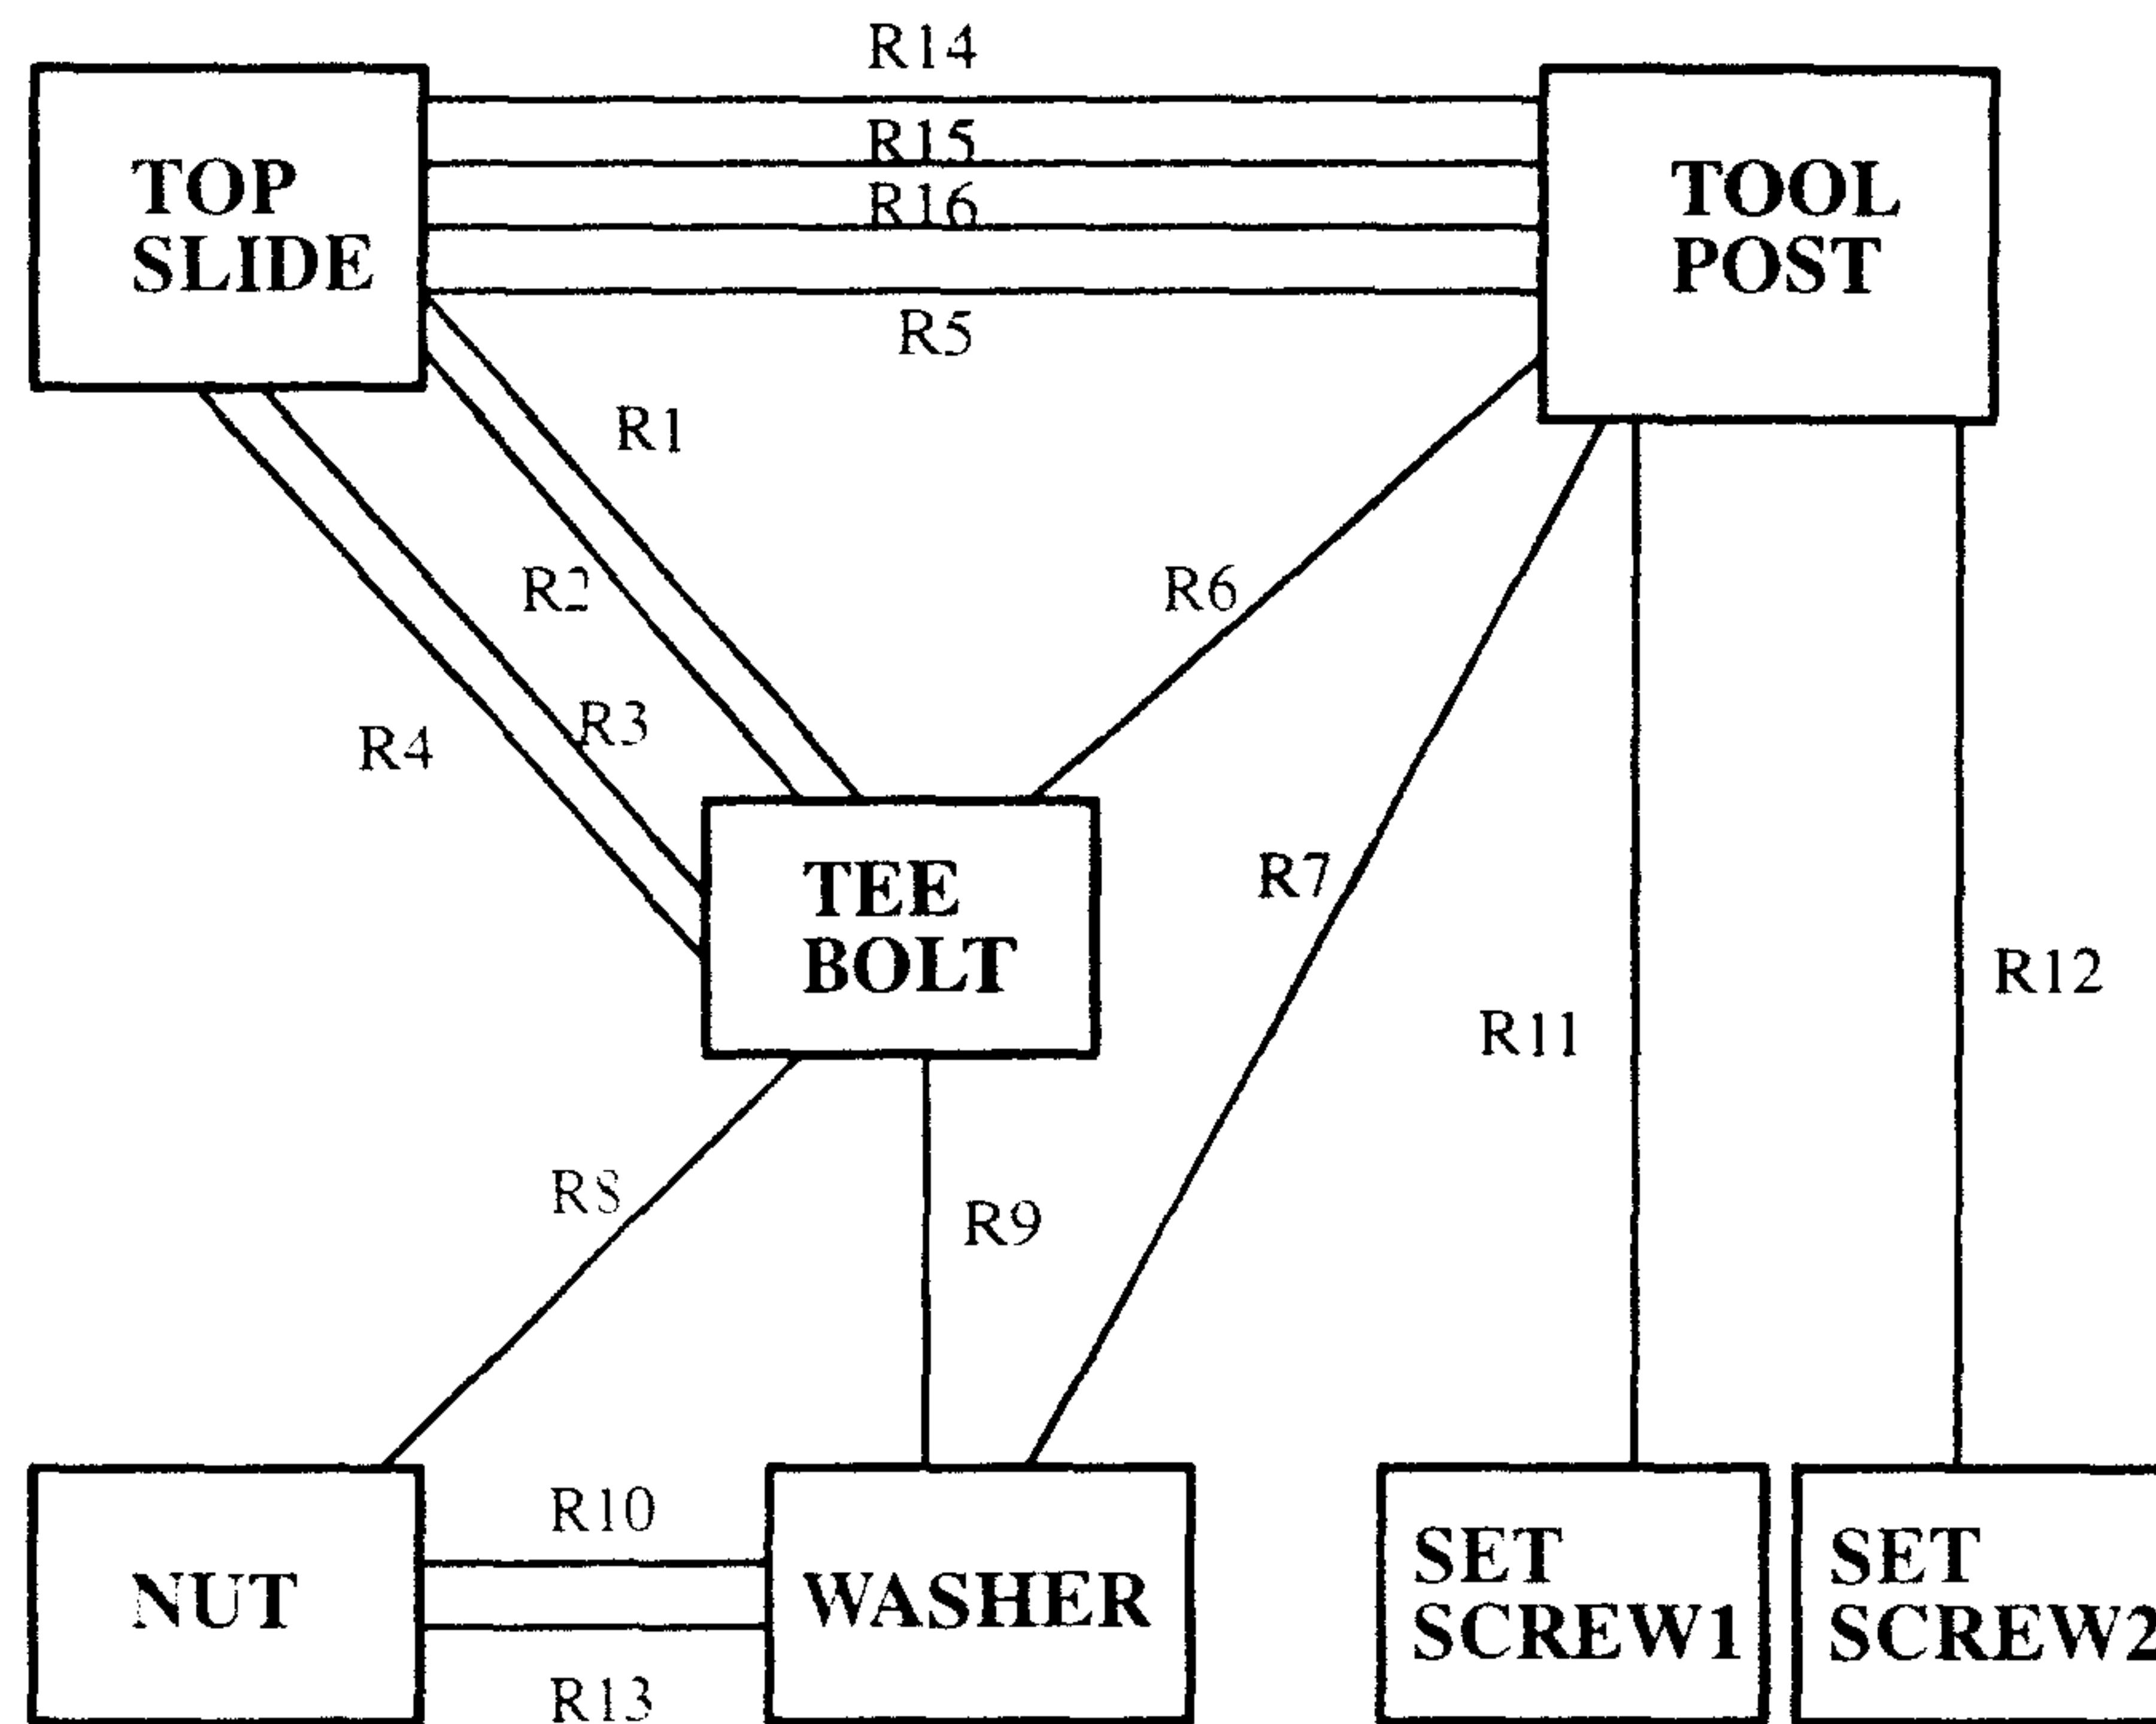 R14
R15
R16
R5
TOP
SLIDE
TOOL
POST
R1
R2
R6
R3
R4
R7
TEE
BOLT
R12
R11
R8
R9
R10
NUT
WASHER
R13
SET
SCREW1
SET
SCREW2